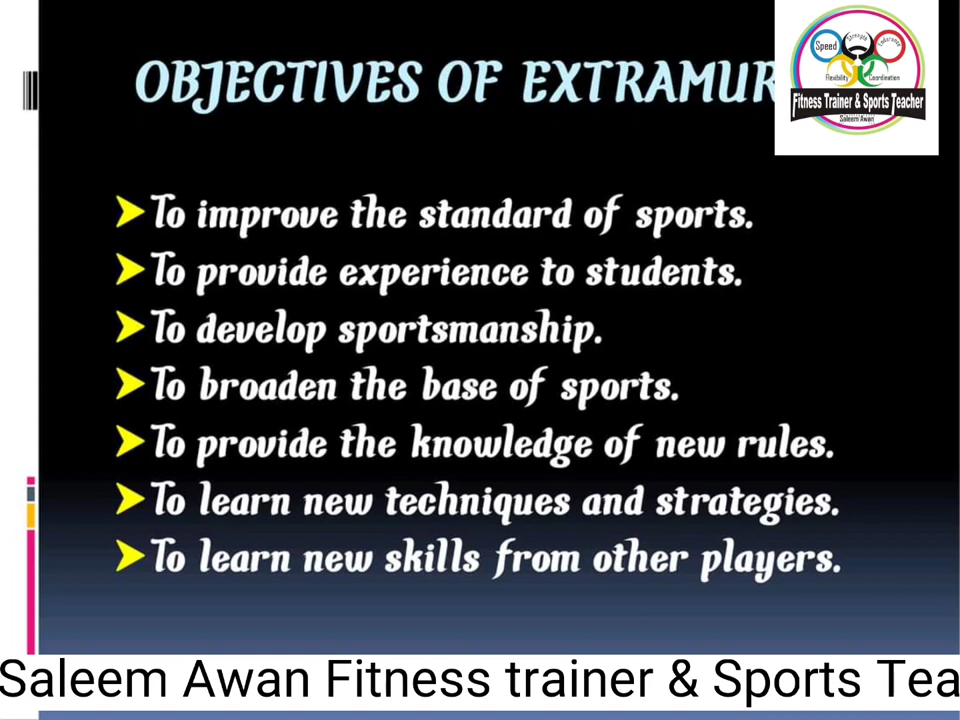 OBJECTIVES OF EXTRAMUR
Speed
Strength
Endurance
Flexibility
Coordination
Fitness Trainer & Sports Teacher
Saleem Awan
To improve the standard of sports.
To provide experience to students.
To develop sportsmanship.
To broaden the base of sports.
To provide the knowledge of new rules.
To learn new techniques and strategies.
To learn new skills from other players.
Saleem Awan Fitness trainer & Sports Tea